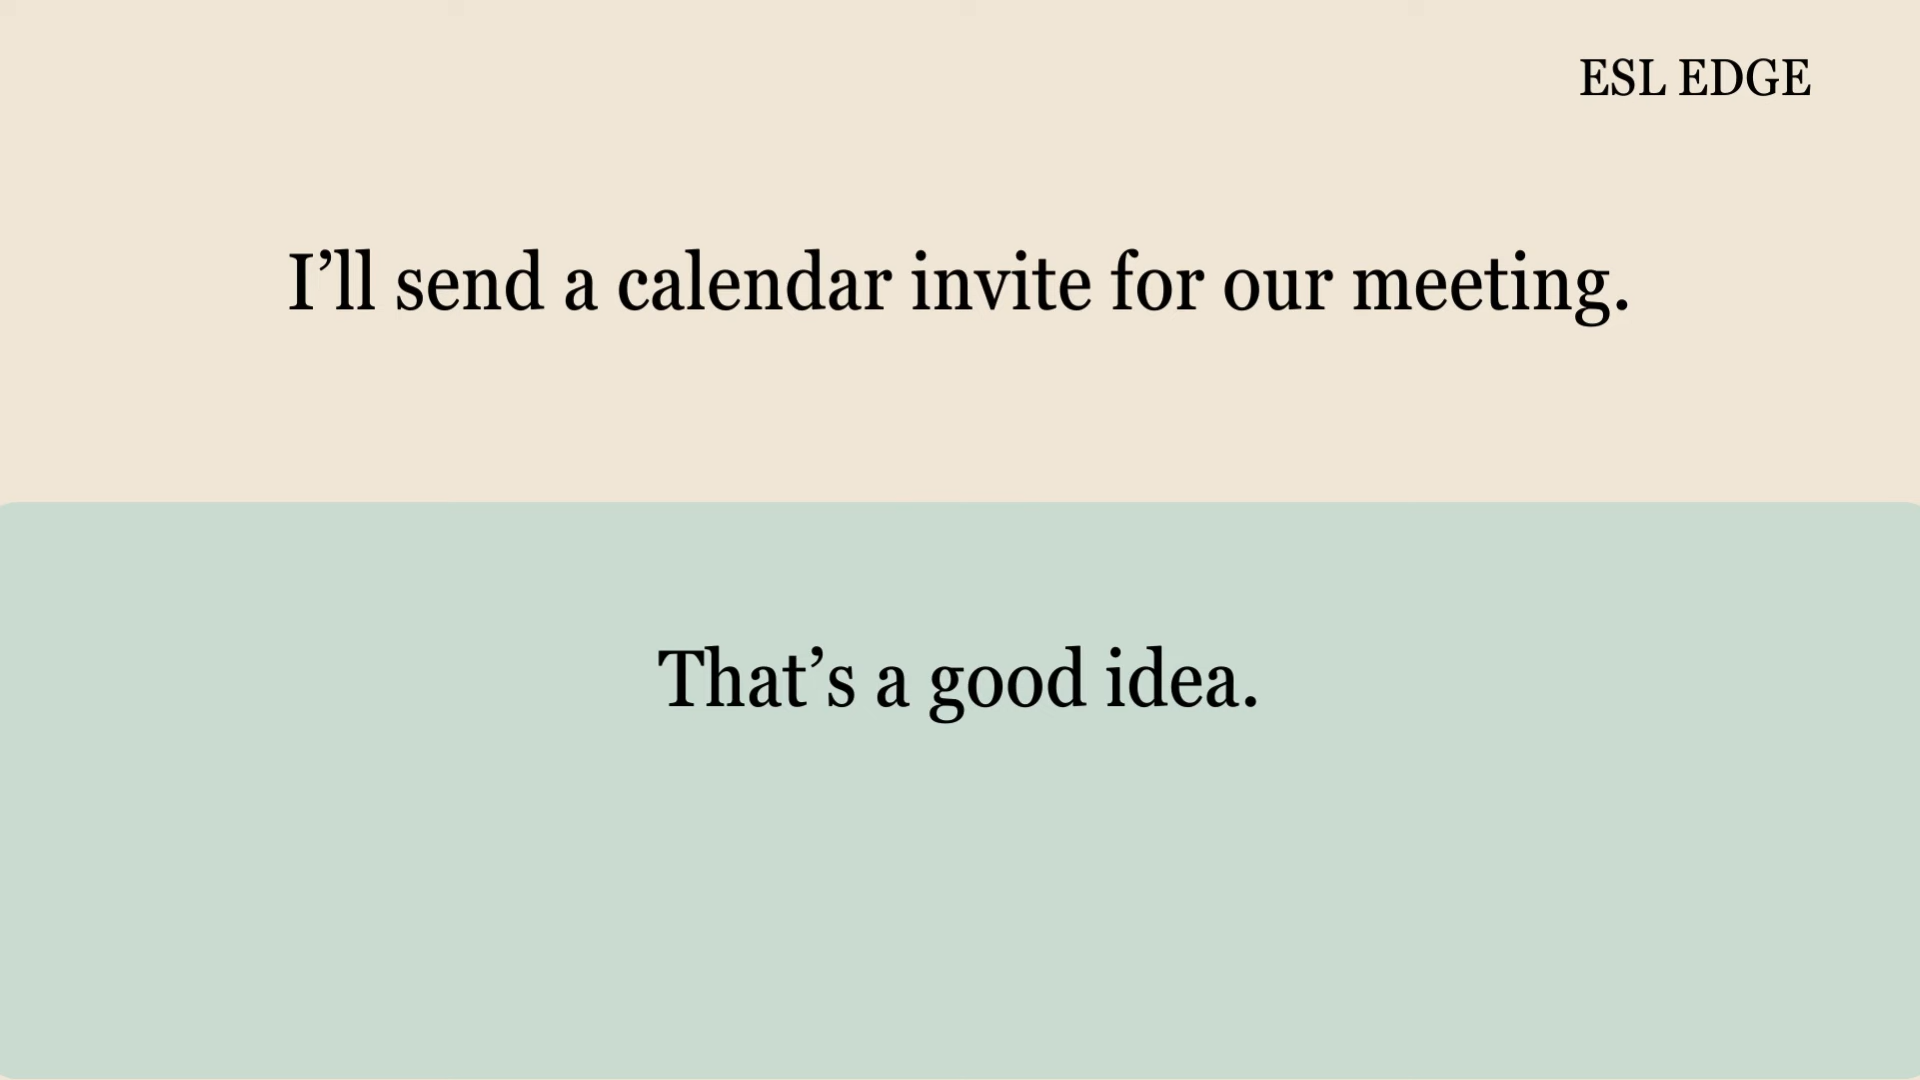 ESL EDGE
I’ll send a calendar invite for our meeting.
That’s a good idea.